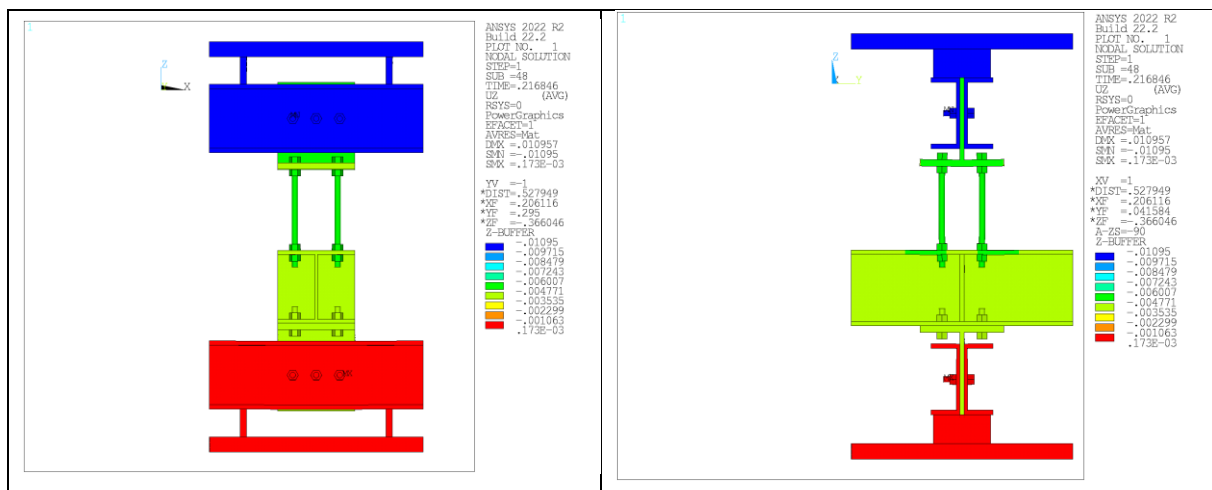 1
ANSYS 2022 R2
Build 22.2
PLOT NO. 1
NODAL SOLUTION
STEP=1
SUB =48
TIME=.216846
UZ (AVG)
RSYS=0
PowerGraphics
EFACET=1
AVRES=Mat
DMX =.010957
SMN =-.01095
SMX =.173E-03
YV =-1
*DIST=.527949
*XF =.206116
*YF =.295
*ZF =-.366046
Z-BUFFER
-.01095
-.009715
-.008479
-.007243
-.006007
-.004771
-.003535
-.002299
-.001063
.173E-03
Z
X
MX
1
ANSYS 2022 R2
Build 22.2
PLOT NO. 1
NODAL SOLUTION
STEP=1
SUB =48
TIME=.216846
UZ (AVG)
RSYS=0
PowerGraphics
EFACET=1
AVRES=Mat
DMX =.010957
SMN =-.01095
SMX =.173E-03
XV =1
*DIST=.527949
*XF =.206116
*YF =.041584
*ZF =-.366046
A-ZS=-90
Z-BUFFER
-.01095
-.009715
-.008479
-.007243
-.006007
-.004771
-.003535
-.002299
-.001063
.173E-03
Z
Y